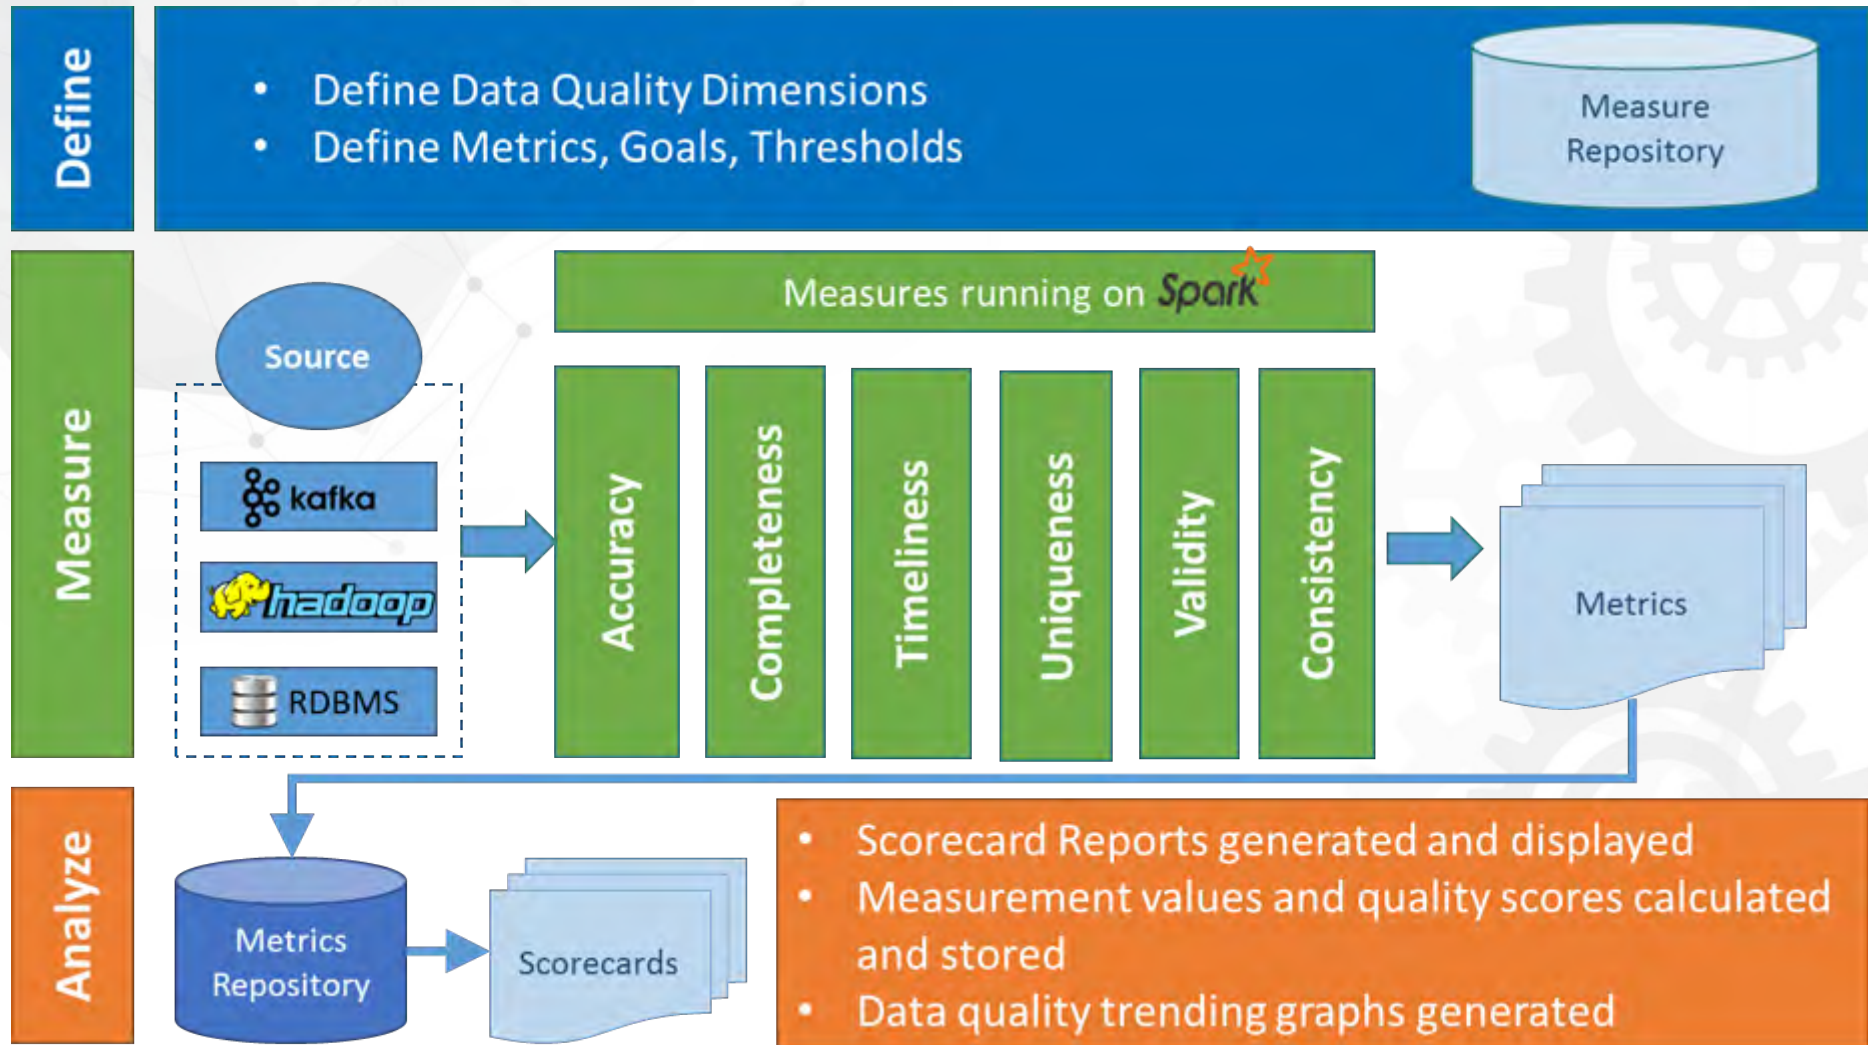 Define
• Define Data Quality Dimensions
• Define Metrics, Goals, Thresholds
Measure
Repository
Measure
Source
kafka
hadoop
RDBMS
Measures running on Spark
Accuracy
Completeness
Timeliness
Uniqueness
Validity
Consistency
Metrics
Analyze
Metrics
Repository
Scorecards
• Scorecard Reports generated and displayed
• Measurement values and quality scores calculated
and stored
• Data quality trending graphs generated